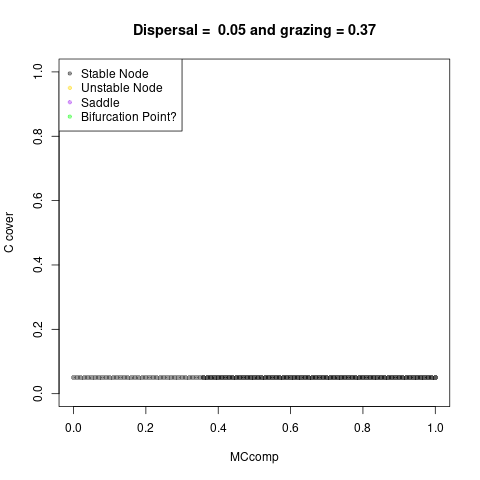 Dispersal =  0.05 and grazing = 0.37
Stable Node
Unstable Node
Saddle
Bifurcation Point?
1.0
0.8
0.6
0.4
0.2
0.0
C cover
0.0 0.2 0.4 0.6 0.8 1.0
MCcomp